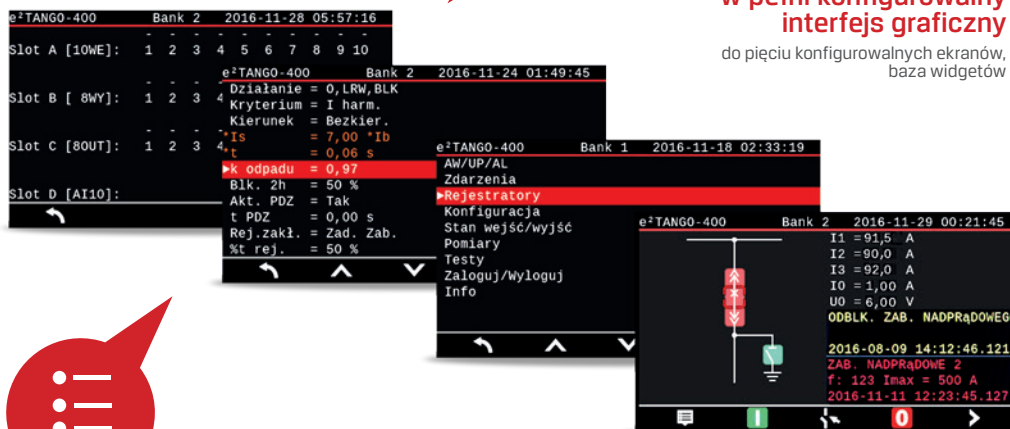 w pełni konfigurowalny
interfejs graficzny
do pięciu konfigurowalnych ekranów,
baza widgetów
e²TANGO-400 Bank 2 2016-11-28 05:57:16
- - - - - - - - - -
Slot A [10WE]: 1 2 3 4 5 6 7 8 9 10
- - -
Slot B [ 8WY]: 1 2 3 4
- - -
Slot C [8OUT]: 1 2 3 4
Slot D [AI10]:
e²TANGO-400 Bank 2 2016-11-24 01:49:45
Działanie = O,LRW,BLK
Kryterium = I harm.
Kierunek = Bezkier.
*Is = 7,00 *Ib
*t = 0,06 s
►k odpadu = 0,97
Blk. 2h = 50 %
Akt. PDZ = Tak
t PDZ = 0,00 s
Rej.zakł. = Zad. Zab.
%t rej. = 50 %
e²TANGO-400 Bank 1 2016-11-18 02:33:19
AW/UP/AL
Zdarzenia
►Rejestratory
Konfiguracja
Stan wejść/wyjść
Pomiary
Testy
Zaloguj/Wyloguj
Info
e²TANGO-400 Bank 2 2016-11-29 00:21:45
I1 =91,5 A
I2 =90,0 A
I3 =92,0 A
I0 =1,00 A
U0 =6,00 V
ODBLK. ZAB. NADPRąDOWEG
2016-08-09 14:12:46.121
ZAB. NADPRąDOWE 2
f: 123 Imax = 500 A
2016-11-11 12:23:45.127
I 0